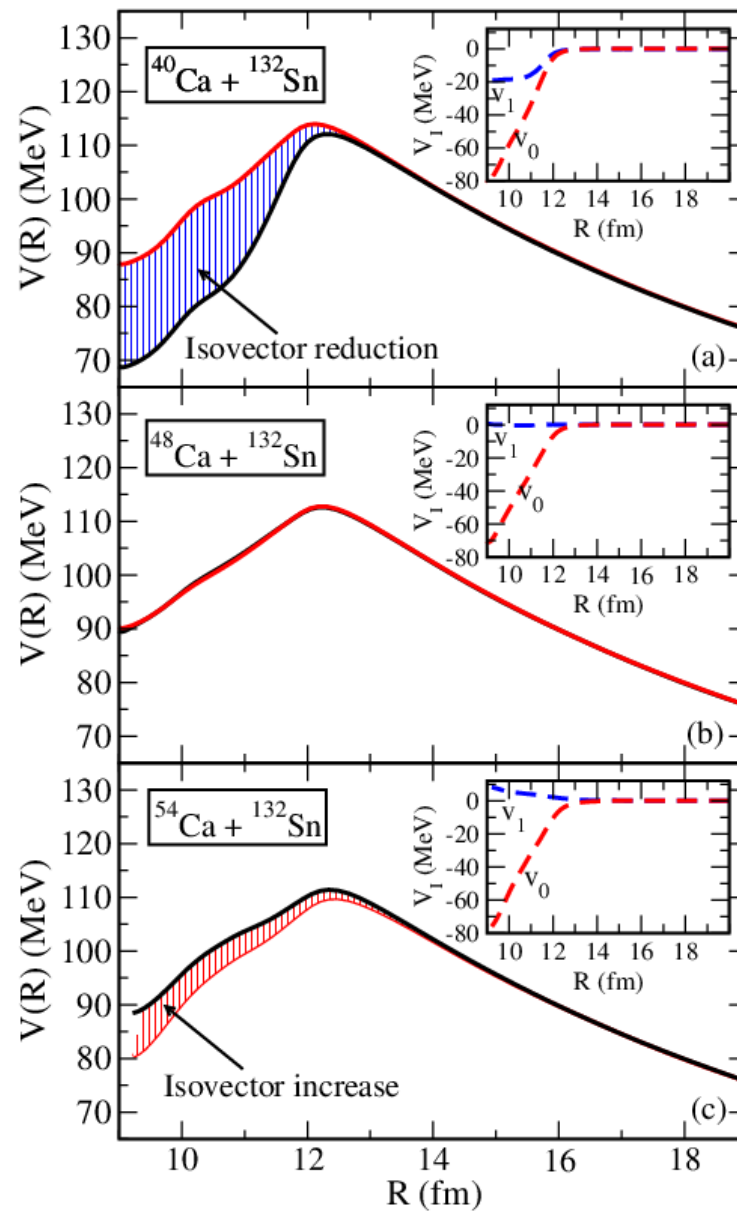 130
120
110
100
90
80
70
V(R) (MeV)
⁴⁰Ca + ¹³²Sn
Isovector reduction
(a)
0
-20
-40
-60
-80
V_I (MeV)
v₁
v₀
10 12 14 16 18
R (fm)
130
120
110
100
90
80
70
V(R) (MeV)
⁴⁸Ca + ¹³²Sn
(b)
0
-20
-40
-60
-80
V_I (MeV)
v₁
v₀
10 12 14 16 18
R (fm)
130
120
110
100
90
80
70
V(R) (MeV)
⁵⁴Ca + ¹³²Sn
Isovector increase
(c)
0
-20
-40
-60
-80
V_I (MeV)
v₁
v₀
10 12 14 16 18
R (fm)
10 12 14 16 18
R (fm)